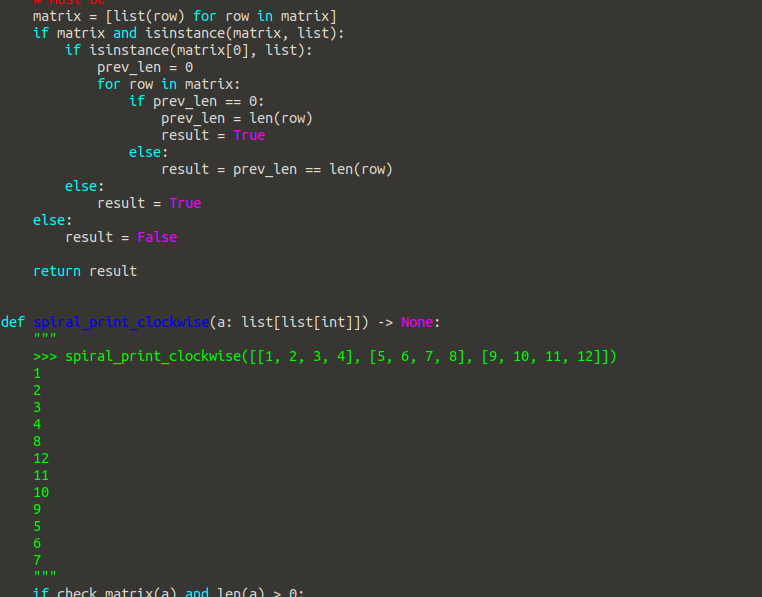 # Must be
    matrix = [list(row) for row in matrix]
    if matrix and isinstance(matrix, list):
        if isinstance(matrix[0], list):
            prev_len = 0
            for row in matrix:
                if prev_len == 0:
                    prev_len = len(row)
                    result = True
                else:
                    result = prev_len == len(row)
        else:
            result = True
    else:
        result = False

    return result


def spiral_print_clockwise(a: list[list[int]]) -> None:
    """
    >>> spiral_print_clockwise([[1, 2, 3, 4], [5, 6, 7, 8], [9, 10, 11, 12]])
    1
    2
    3
    4
    8
    12
    11
    10
    9
    5
    6
    7
    """
    if check_matrix(a) and len(a) > 0: